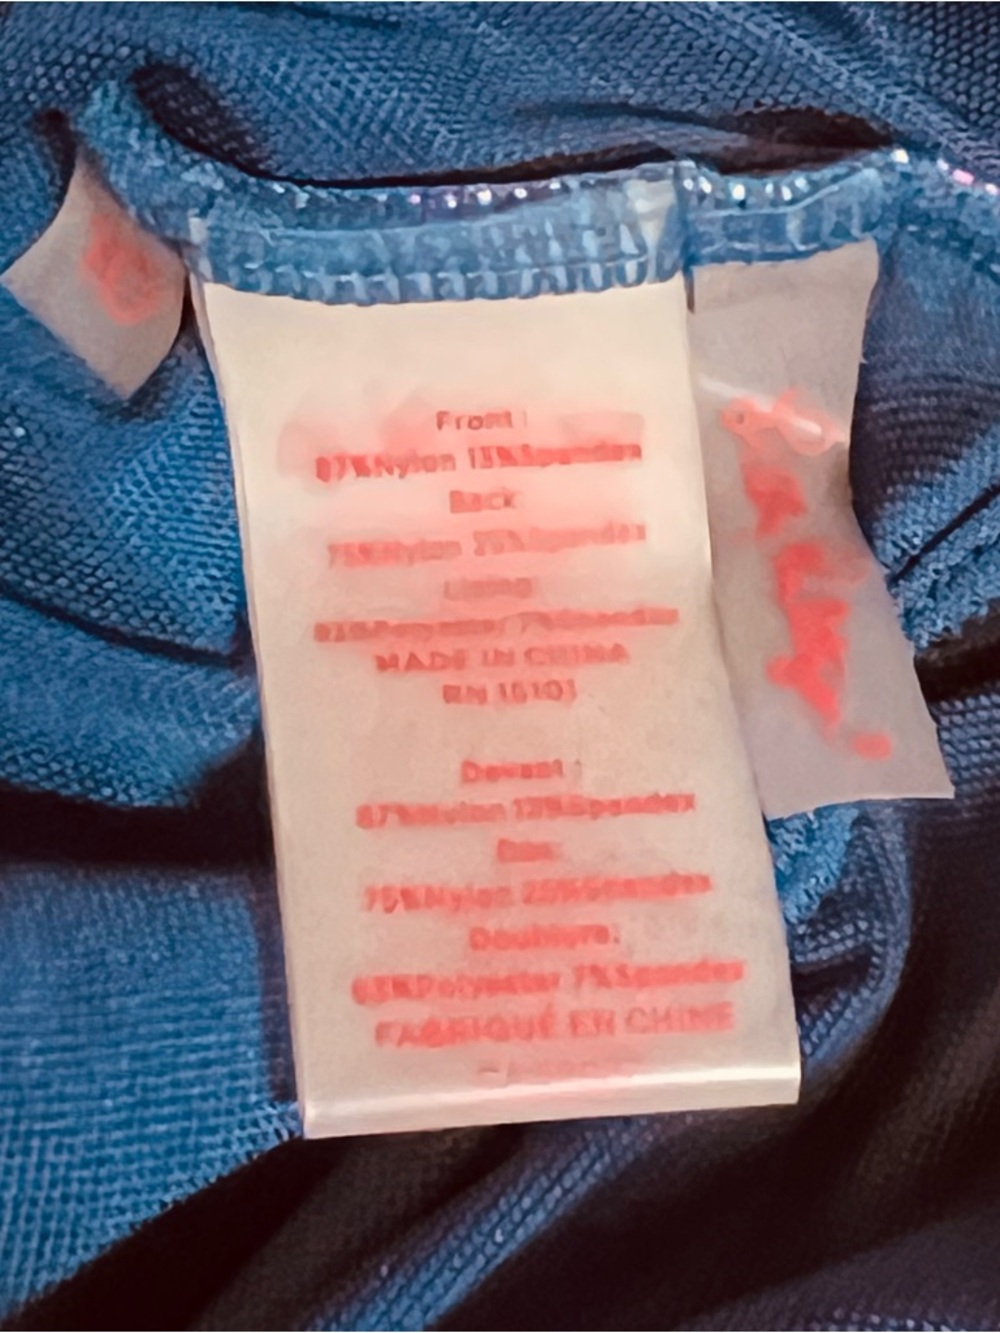 Front :
87%Nylon 13%Spandex
Back
75%Nylon 25%Spandex
Lining
93%Polyester 7%Spandex
MADE IN CHINA
RN
Devant :
87%Nylon 13%Spandex
Dos:
75%Nylon 25%Spandex
Doublure:
93%Polyester 7%Spandex
FABRIQUÉ EN CHINE